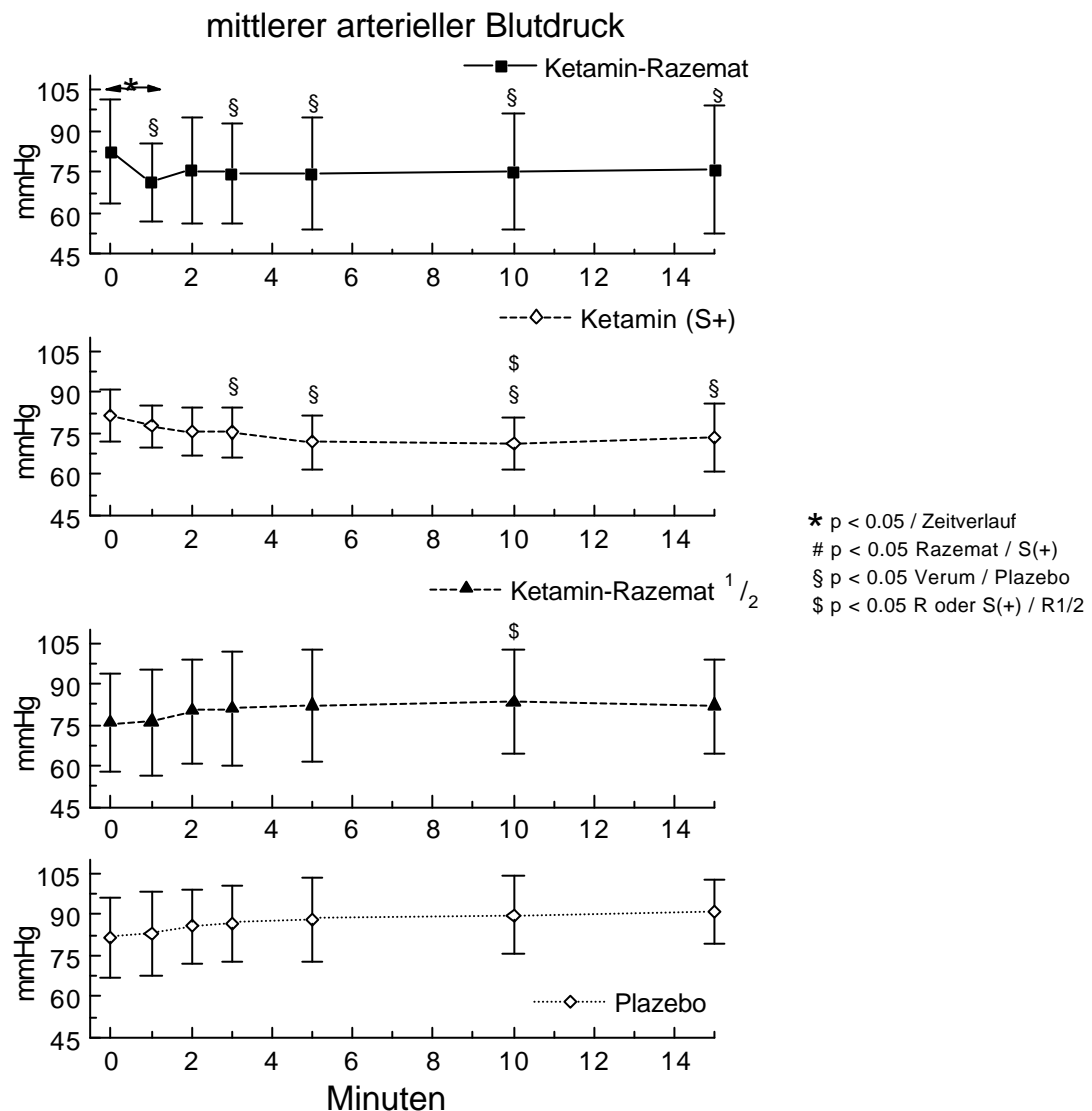 mittlerer arterieller Blutdruck
Ketamin-Razemat
*
§ § § § §
105
90
75
60
45
mmHg
0 2 4 6 8 10 12 14
Ketamin (S+)
$
§ § § §
105
90
75
60
45
mmHg
0 2 4 6 8 10 12 14
* p < 0.05 / Zeitverlauf
# p < 0.05 Razemat / S(+)
§ p < 0.05 Verum / Plazebo
$ p < 0.05 R oder S(+) / R1/2
Ketamin-Razemat 1/2
$
105
90
75
60
45
mmHg
0 2 4 6 8 10 12 14
105
90
75
60
45
mmHg
Plazebo
0 2 4 6 8 10 12 14
Minuten